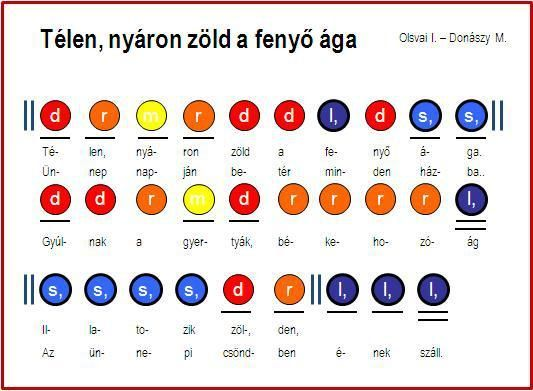 Télen, nyáron zöld a fenyő ága
Olsvai I. – Donászy M.
d r m r d d l, d s, s,
Té- len, nyá- ron zöld a fe- nyő á- ga.
Ün- nep nap- ján be- tér min- den ház- ba..
d d r m d r r r r l,
Gyúl- nak a gyer- tyák, bé- ke- ho- zó- ág
s, s, s, s, d r l, l, l,
Il- la- to- zik zöl-, den,
Az ün- ne- pi csönd- ben é- nek száll.